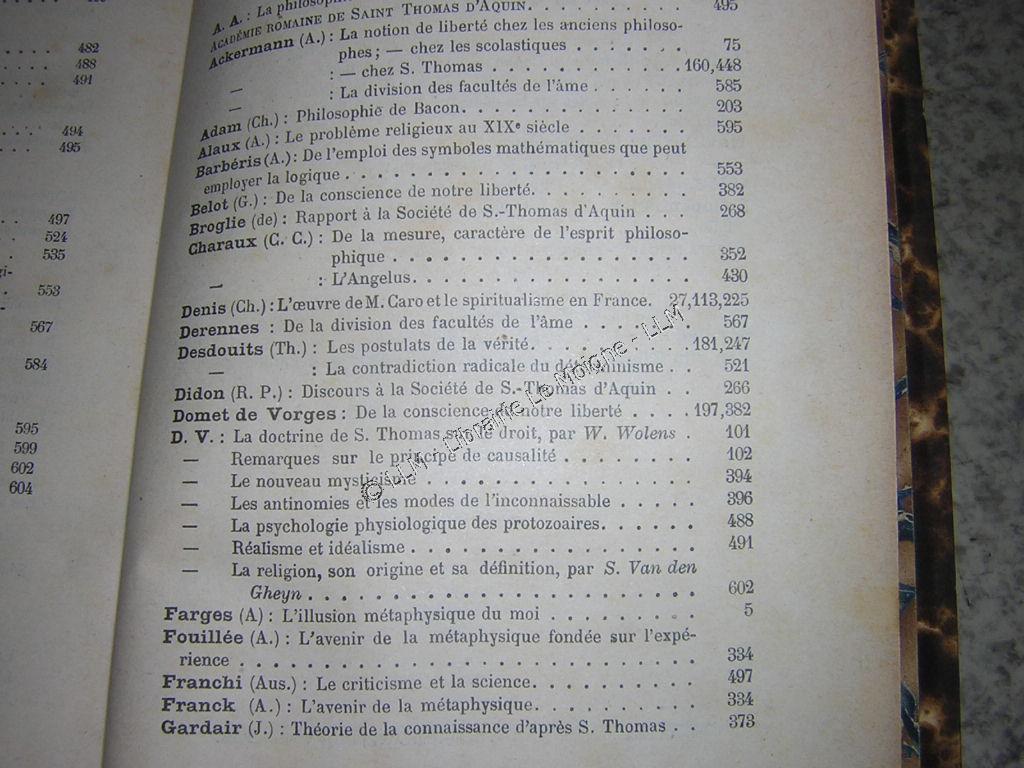 482
488
491
494
495
497
524
535
gi-
553
567
584
595
599
602
604
A. A. : La
ACADÉMIE ROMAINE DE SAINT THOMAS D'AQUIN. . . . . . . . 495
Ackermann (A.) : La notion de liberté chez les anciens philoso-
phes ; — chez les scolastiques . . . . . . 75
— : — chez S. Thomas . . . . . . . . . . 160,448
— : La division des facultés de l'âme . . . . . . 585
Adam (Ch.) : Philosophie de Bacon. . . . . . . . . . . 203
Alaux (A.) : Le problème religieux au XIXe siècle . . . . . . . 595
Barbéris (A.) : De l'emploi des symboles mathématiques que peut
employer la logique . . . . . . . . . . . . . . . . 553
Belot (G.) : De la conscience de notre liberté. . . . . . . . . 382
Broglie (de) : Rapport à la Société de S.-Thomas d'Aquin . . . 268
Charaux (C. C.) : De la mesure, caractère de l'esprit philoso-
phique . . . . . . . . . . . . . . 352
— : L'Angelus. . . . . . . . . . . . . 430
Denis (Ch.) : L'œuvre de M. Caro et le spiritualisme en France. 27,113,225
Derennes : De la division des facultés de l'âme . . . . . . . 567
Desdouits (Th.) : Les postulats de la vérité. . . . . . . . . 181,247
— : La contradiction radicale du déterminisme . . 521
Didon (R. P.) : Discours à la Société de S.-Thomas d'Aquin . . 266
Domet de Vorges : De la conscience de notre liberté . . . . 197,382
D. V. : La doctrine de S. Thomas sur le droit, par W. Wolens . 101
— Remarques sur le principe de causalité . . . . . . . . 102
— Le nouveau mysticisme . . . . . . . . . . . . . . 394
— Les antinomies et les modes de l'inconnaissable . . . . . 396
— La psychologie physiologique des protozoaires. . . . . . 488
— Réalisme et idéalisme . . . . . . . . . . . . . . . . 491
— La religion, son origine et sa définition, par S. Van den
Gheyn . . . . . . . . . . . . . . . . . . . . . . 602
Farges (A) : L'illusion métaphysique du moi . . . . . . . . . 5
Fouillée (A.) : L'avenir de la métaphysique fondée sur l'expé-
rience . . . . . . . . . . . . . . . . . . . . . . . . . 334
Franchi (Aus.) : Le criticisme et la science. . . . . . . . . . 497
Franck (A.) : L'avenir de la métaphysique. . . . . . . . . . 334
Gardair (J.) : Théorie de la connaissance d'après S. Thomas . . 373
© LLM - Librairie Le Moighe - LLM